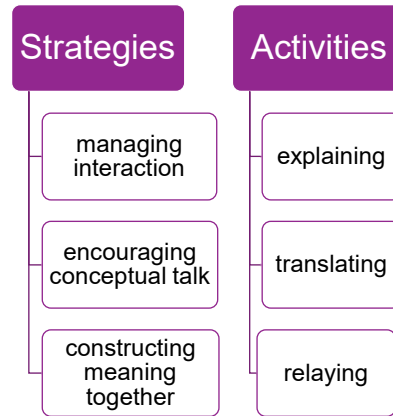 Strategies
managing
interaction
encouraging
conceptual talk
constructing
meaning
together
Activities
explaining
translating
relaying